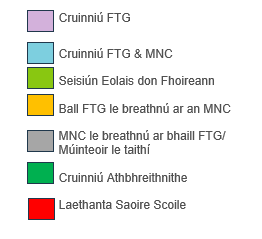 Cruinniú FTG
Cruinniú FTG & MNC
Seisiún Eolais don Fhoireann
Ball FTG le breathnú ar an MNC
MNC le breathnú ar bhaill FTG/
Múinteoir le taithí
Cruinniú Athbhreithnithe
Laethanta Saoire Scoile